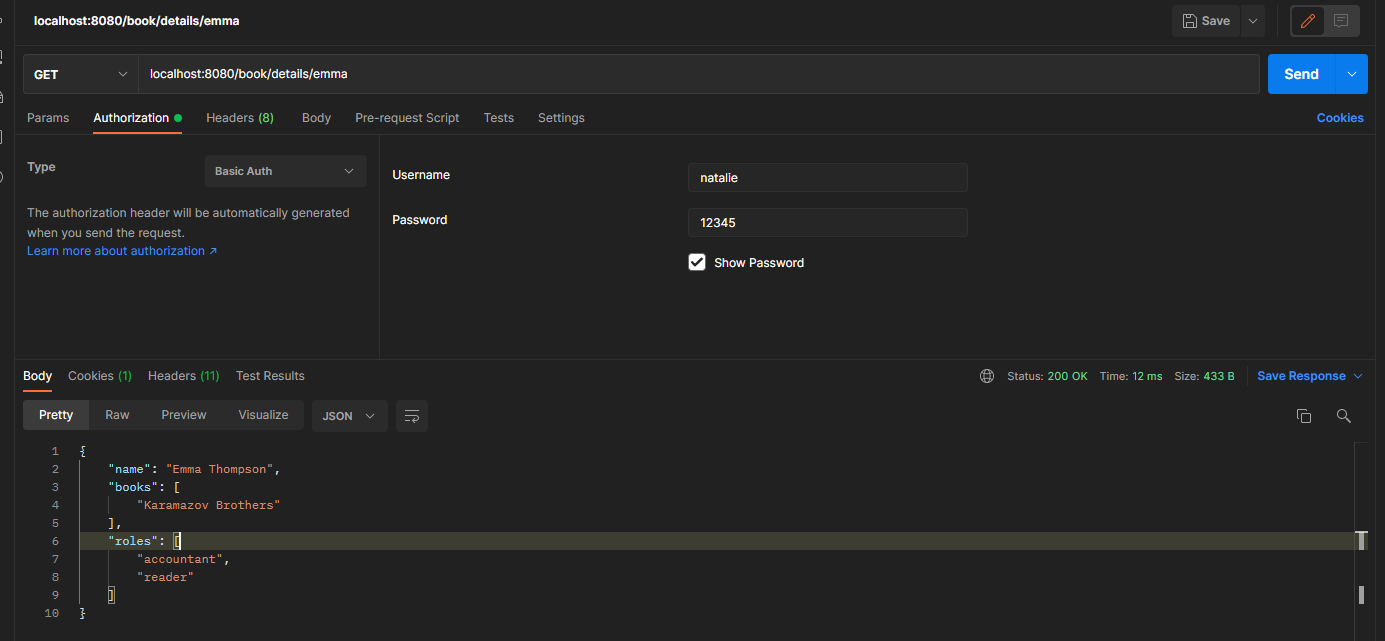 localhost:8080/book/details/emma
Save
GET
localhost:8080/book/details/emma
Send
Params Authorization Headers (8) Body Pre-request Script Tests Settings Cookies
Type
Basic Auth
The authorization header will be automatically generated
when you send the request.
Learn more about authorization ↗
Username
natalie
Password
12345
Show Password
Body Cookies (1) Headers (11) Test Results
Status: 200 OK Time: 12 ms Size: 433 B
Save Response
Pretty Raw Preview Visualize JSON
1 {
2 "name": "Emma Thompson",
3 "books": [
4 "Karamazov Brothers"
5 ],
6 "roles": [
7 "accountant",
8 "reader"
9 ]
10 }